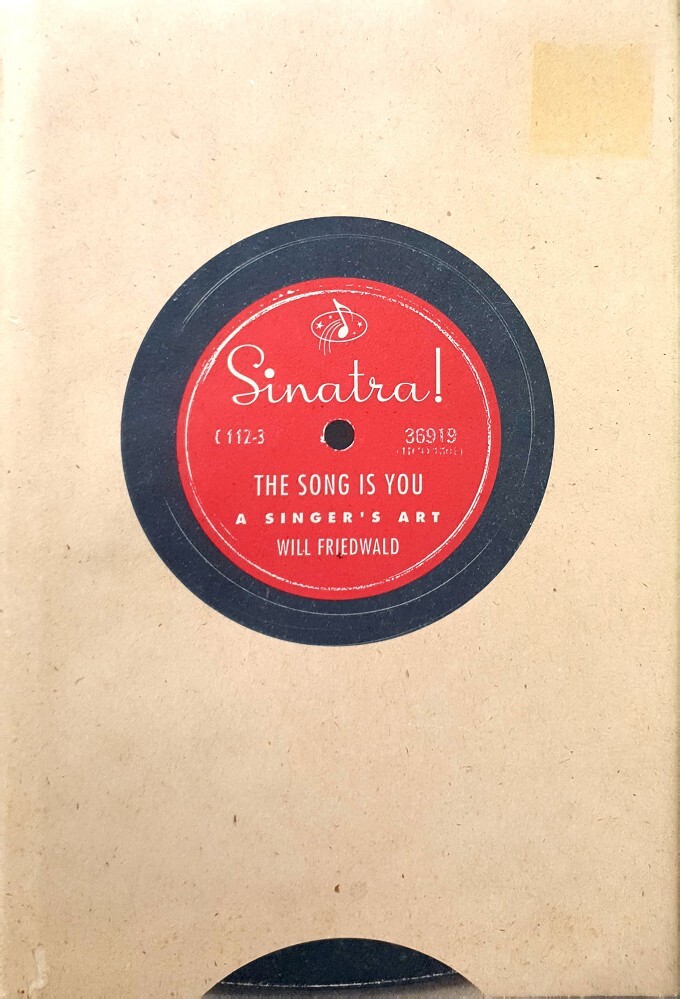 Sinatra!
C 112-3
36919
THE SONG IS YOU
A SINGER'S ART
WILL FRIEDWALD